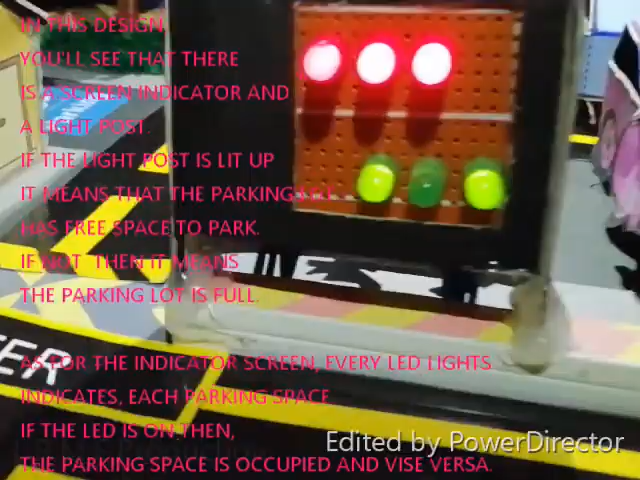 IN THIS DESIGN
YOU'LL SEE THAT THERE
IS A SCREEN INDICATOR AND
A LIGHT POST.
IF THE LIGHT POST IS LIT UP
IT MEANS THAT THE PARKING LOT
HAS FREE SPACE TO PARK.
IF NOT THEN IT MEANS
THE PARKING LOT IS FULL.
ER
AS FOR THE INDICATOR SCREEN, EVERY LED LIGHTS
INDICATES, EACH PARKING SPACE
IF THE LED IS ON THEN,
Edited by PowerDirector
THE PARKING SPACE IS OCCUPIED AND VISE VERSA.